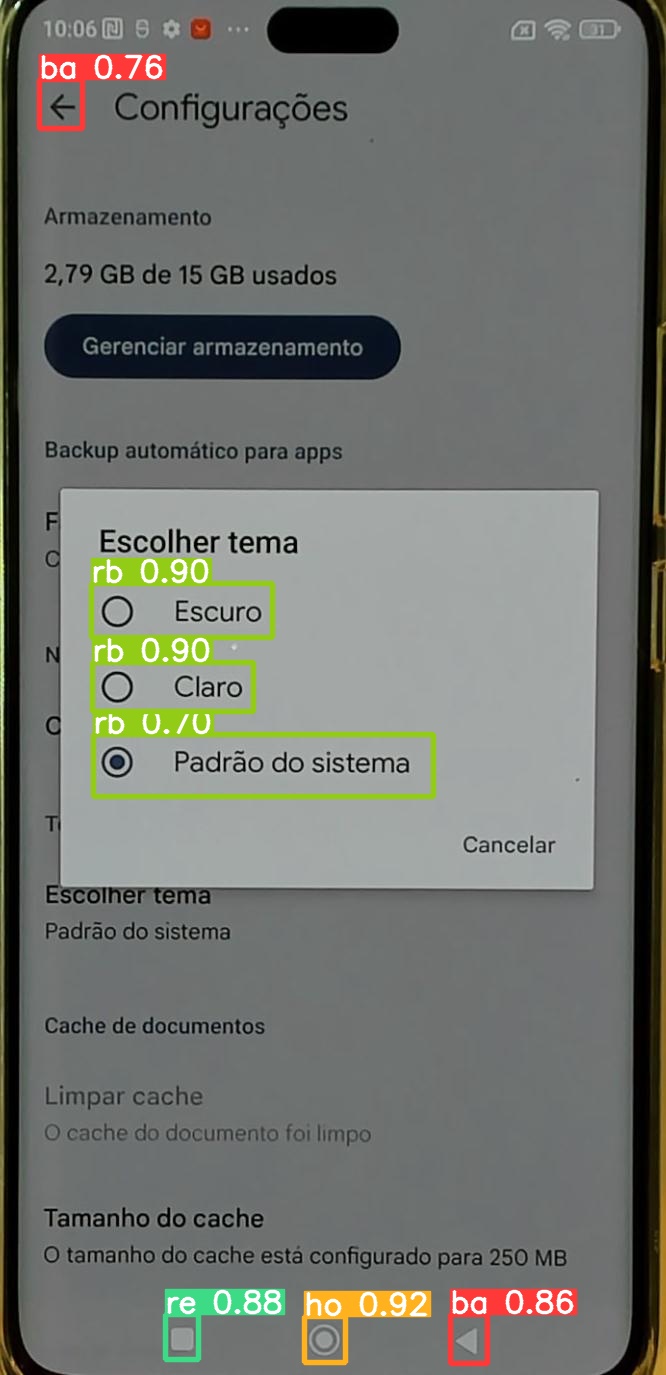 10:06
31
ba 0.76
Configurações
Armazenamento
2,79 GB de 15 GB usados
Gerenciar armazenamento
Backup automático para apps
F
Escolher tema
C
rb 0.90
Escuro
rb 0.90
N
Claro
rb 0.70
C
Padrão do sistema
T
Cancelar
Escolher tema
Padrão do sistema
Cache de documentos
Limpar cache
O cache do documento foi limpo
Tamanho do cache
O tamanho do cache está configurado para 250 MB
re 0.88 ho 0.92 ba 0.86